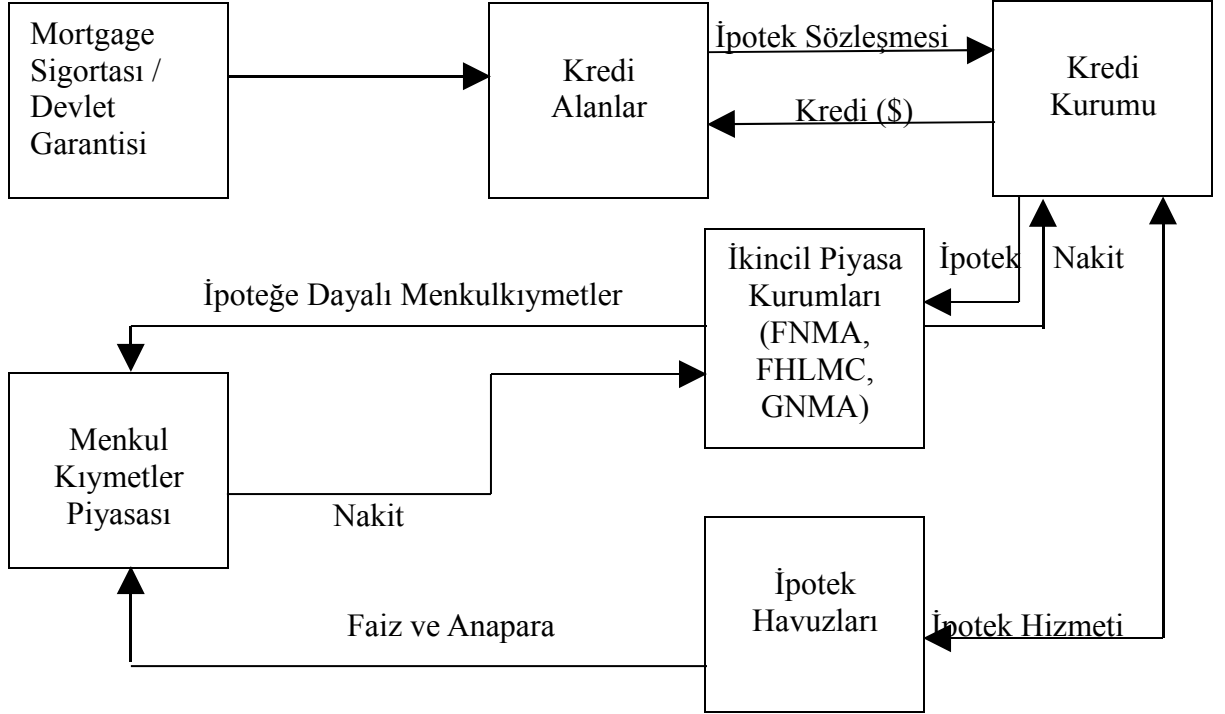 Mortgage
Sigortası /
Devlet
Garantisi
Kredi
Alanlar
İpotek Sözleşmesi
Kredi ($)
Kredi
Kurumu
İpoteğe Dayalı Menkulkıymetler
İkincil Piyasa
Kurumları
(FNMA,
FHLMC,
GNMA)
İpotek
Nakit
Menkul
Kıymetler
Piyasası
Nakit
Faiz ve Anapara
İpotek
Havuzları
İpotek Hizmeti